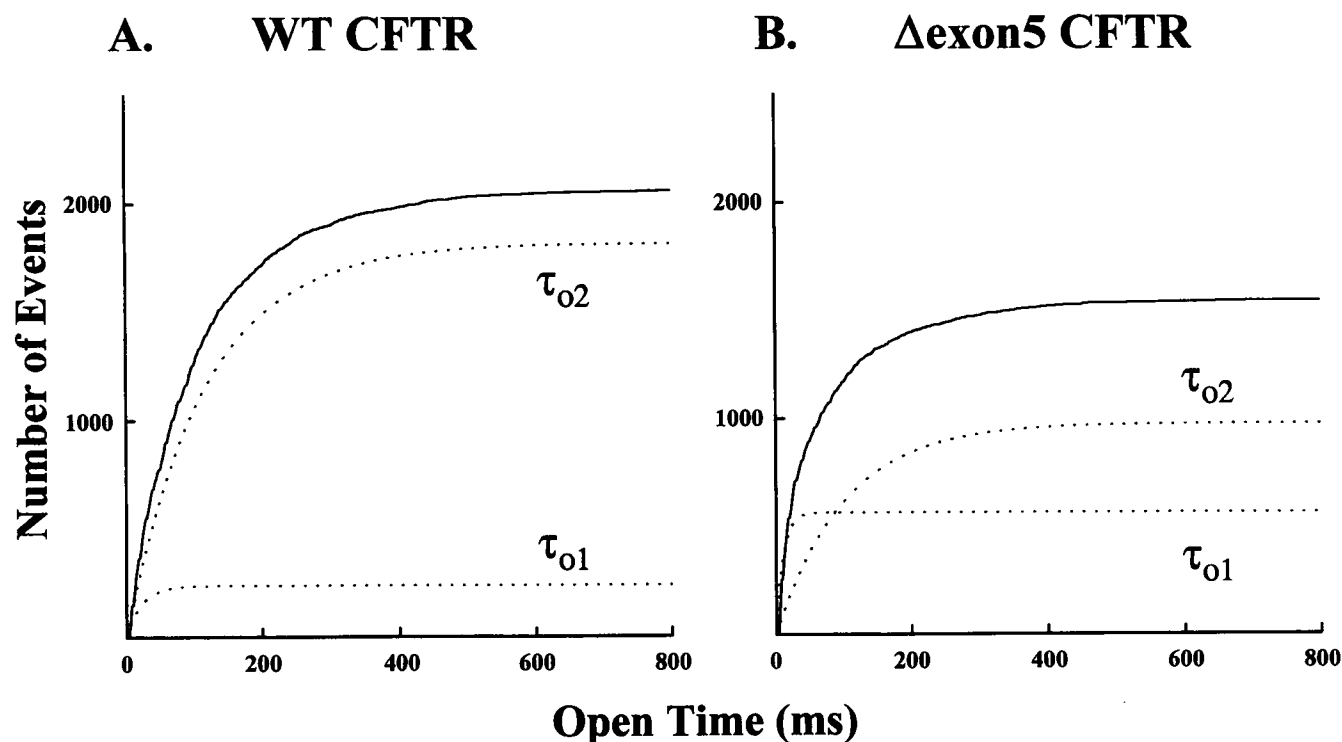 A. WT CFTR
B. Δexon5 CFTR
Number of Events
2000
1000
τo2
τo1
0 200 400 600 800
2000
1000
τo2
τo1
0 200 400 600 800
Open Time (ms)